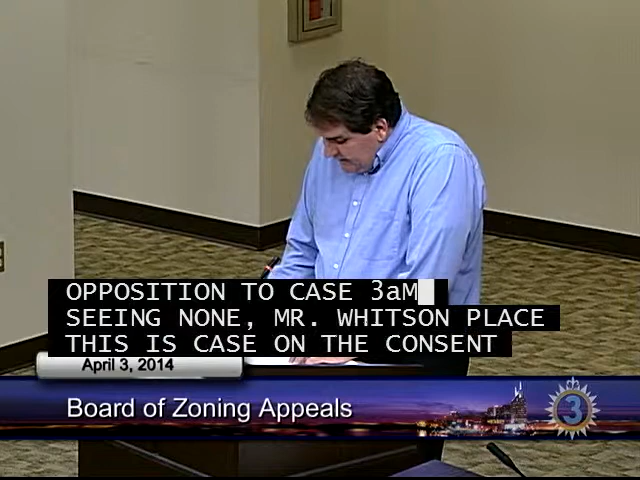 OPPOSITION TO CASE 3aM
SEEING NONE, MR. WHITSON PLACE
THIS IS CASE ON THE CONSENT
April 3, 2014
Board of Zoning Appeals
3